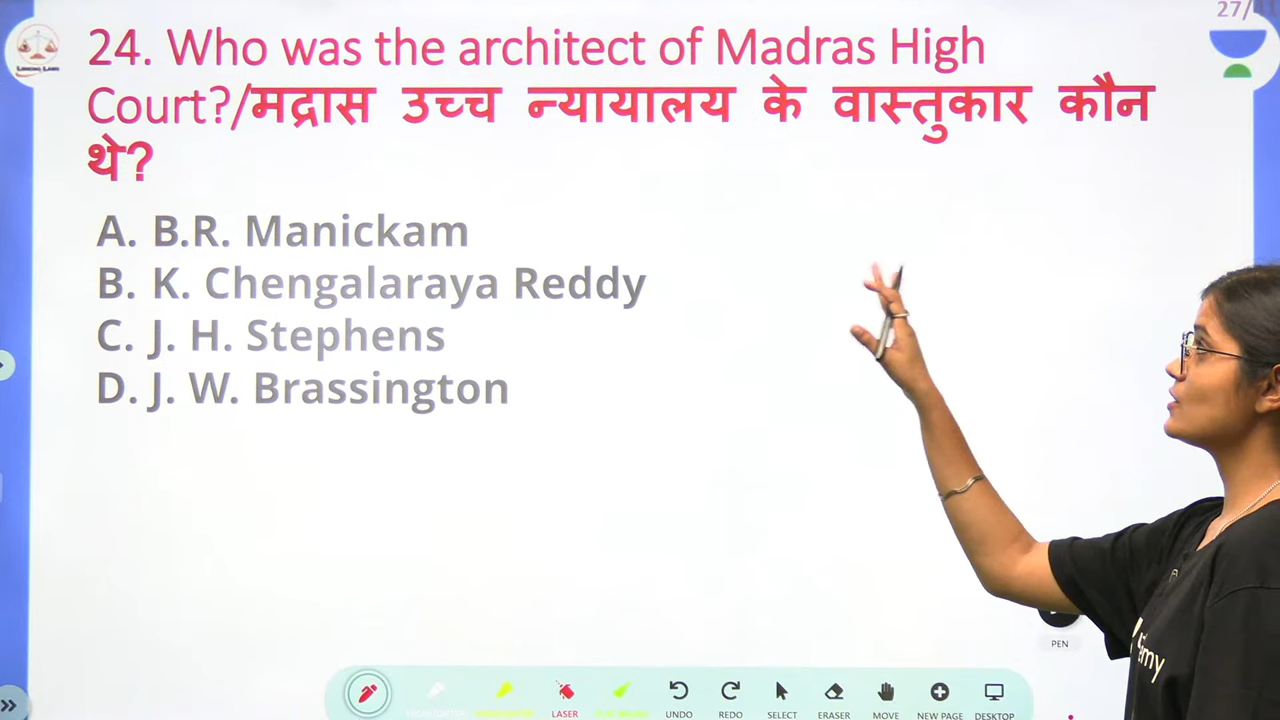 27/
24. Who was the architect of Madras High
Court?/मद्रास उच्च न्यायालय के वास्तुकार कौन
थे?
A. B.R. Manickam
B. K. Chengalaraya Reddy
C. J. H. Stephens
D. J. W. Brassington
PEN
LASER
UNDO
REDO
SELECT
ERASER
MOVE
NEW PAGE
DESKTOP